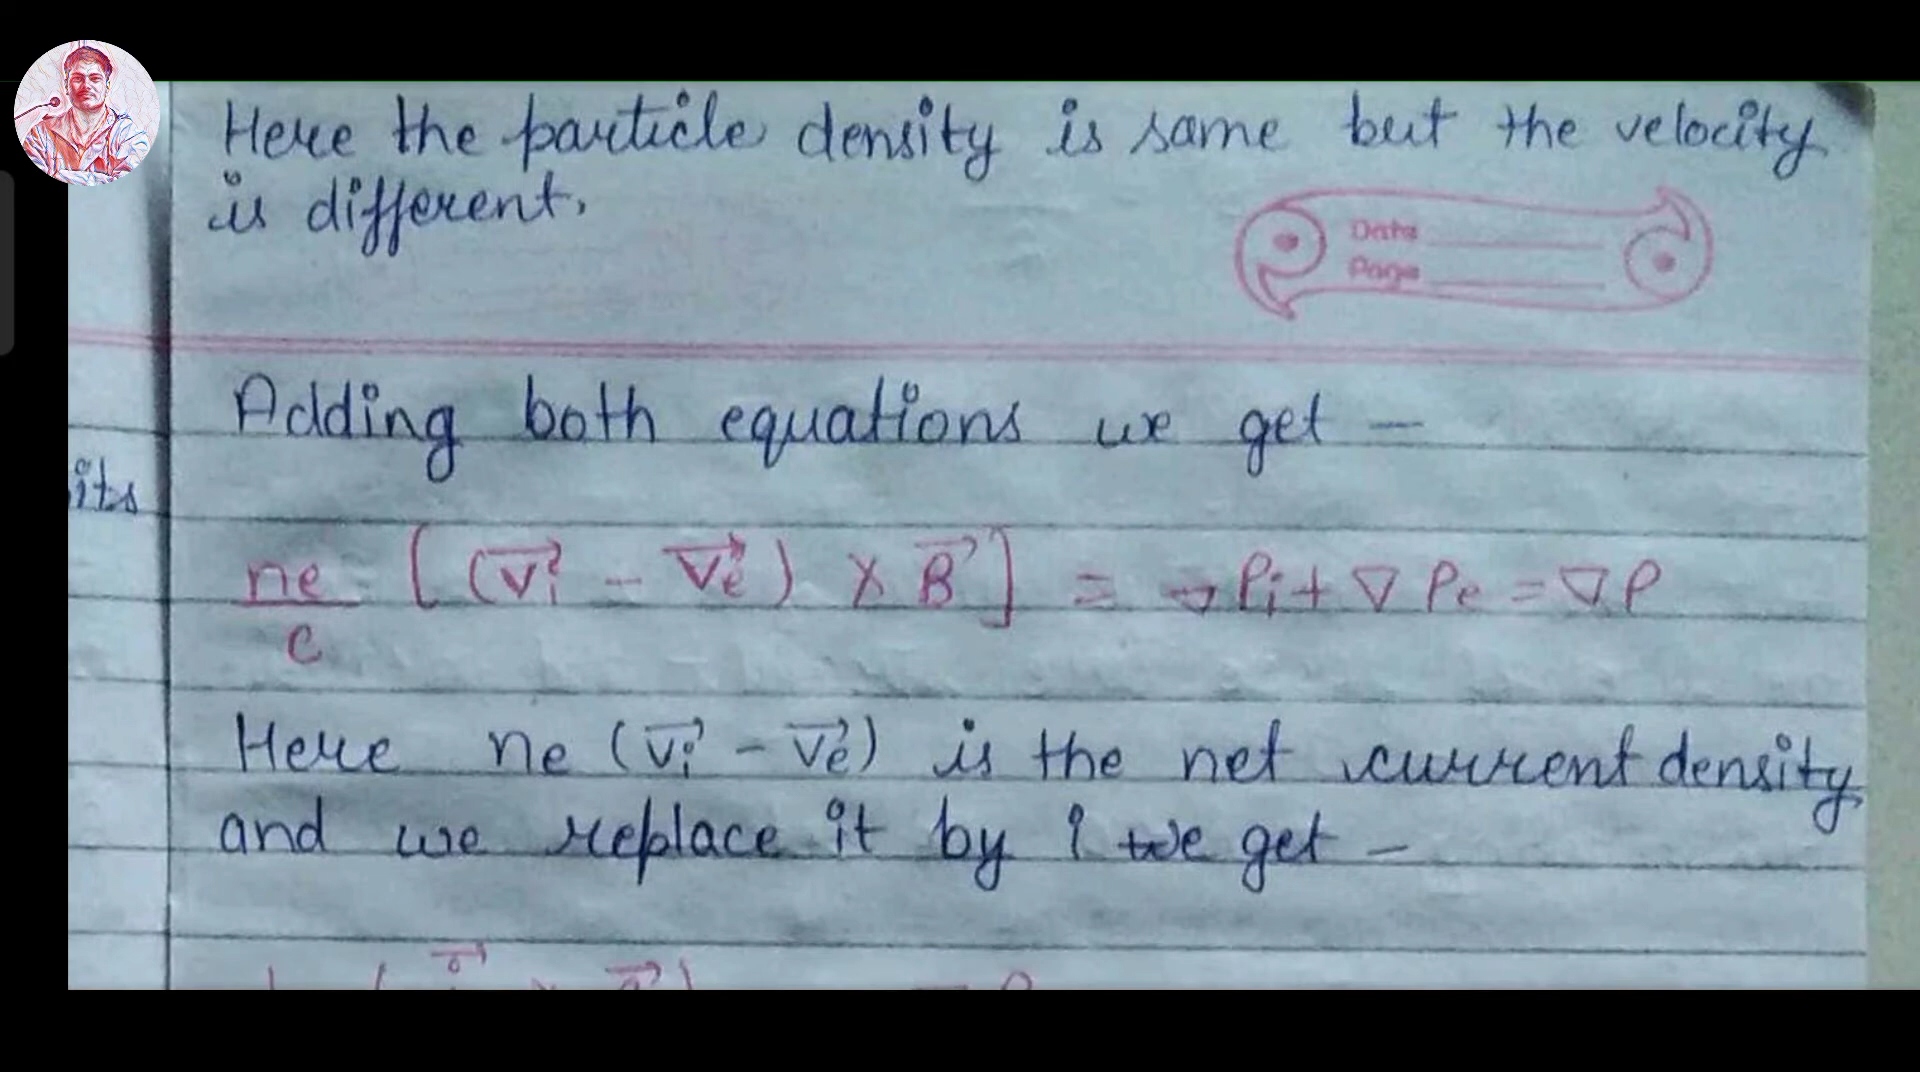 Here the particle density is same but the velocity
is different.
Date
Page
Adding both equations we get —
its
ne/c [(v⃗i - v⃗e) × B⃗] = ∇Pi + ∇Pe = ∇P
Here ne (v⃗i - v⃗e) is the net current density
and we replace it by i we get —